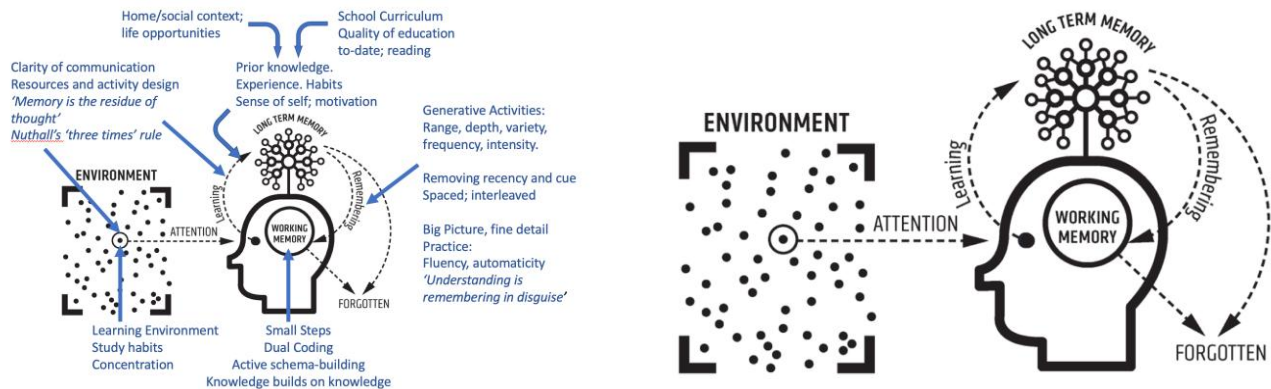 Home/social context;
life opportunities
School Curriculum
Quality of education
to-date; reading
Clarity of communication
Resources and activity design
‘Memory is the residue of
thought’
Nuthall’s ‘three times’ rule
Prior knowledge.
Experience. Habits
Sense of self; motivation
Generative Activities:
Range, depth, variety,
frequency, intensity.
Removing recency and cue
Spaced; interleaved
Big Picture, fine detail
Practice:
Fluency, automaticity
‘Understanding is
remembering in disguise’
LONG TERM MEMORY
ENVIRONMENT
Learning
Remembering
WORKING
MEMORY
ATTENTION
FORGOTTEN
Learning Environment
Study habits
Concentration
Small Steps
Dual Coding
Active schema-building
Knowledge builds on knowledge
LONG TERM MEMORY
ENVIRONMENT
Learning
Remembering
ATTENTION
WORKING
MEMORY
FORGOTTEN